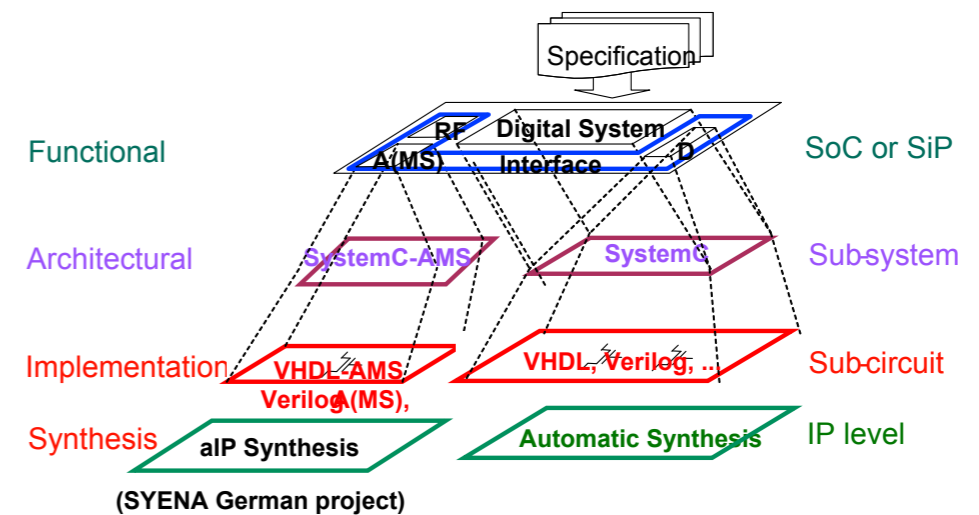 Specification
RF
Digital System
Functional
A(MS)
Interface
D
SoC or SiP
Architectural
SystemC-AMS
SystemC
Sub-system
Implementation
VHDL-AMS
Verilog A(MS),
VHDL, Verilog, ...
Sub-circuit
Synthesis
aIP Synthesis
Automatic Synthesis
IP level
(SYENA German project)